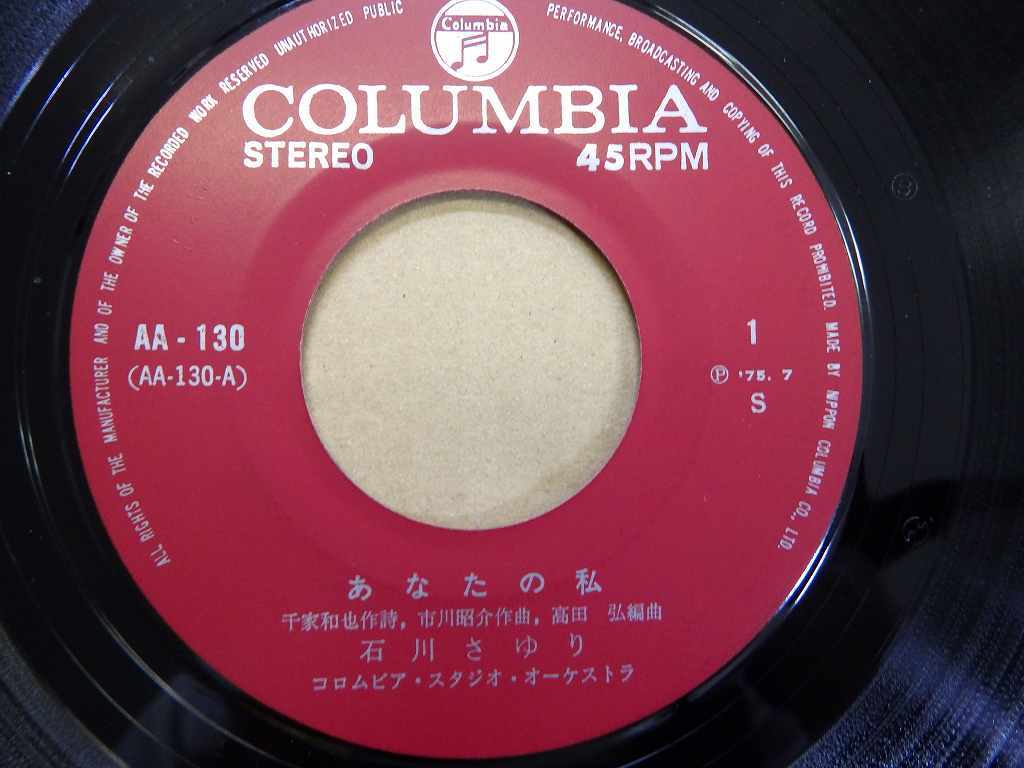 ALL RIGHTS OF THE MANUFACTURER AND OF THE OWNER OF THE RECORDED WORK RESERVED UNAUTHORIZED PUBLIC PERFORMANCE, BROADCASTING AND COPYING OF THIS RECORD PROHIBITED. MADE BY NIPPON COLUMBIA CO., LTD.
Columbia
COLUMBIA
STEREO 45RPM
AA - 130 1
(AA-130-A) Ⓟ '75. 7
S
あなたの私
千家和也作詩, 市川昭介作曲, 高田 弘編曲
石川さゆり
コロムビア・スタジオ・オーケストラ